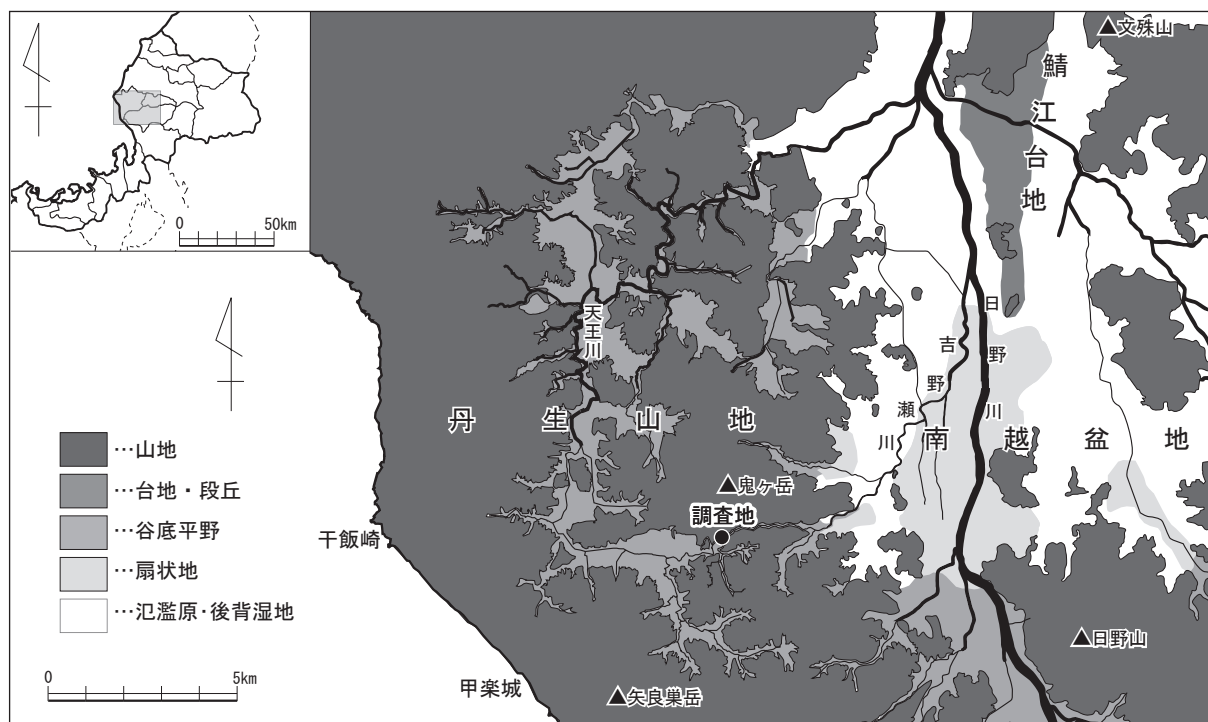 0
50km
▲文殊山
鯖江台地
天王川
日野川
吉野瀬川
丹生山地
南越盆地
▲鬼ヶ岳
調査地
…山地
…台地・段丘
…谷底平野
…扇状地
…氾濫原・後背湿地
干飯崎
0
5km
甲楽城
▲矢良巣岳
▲日野山